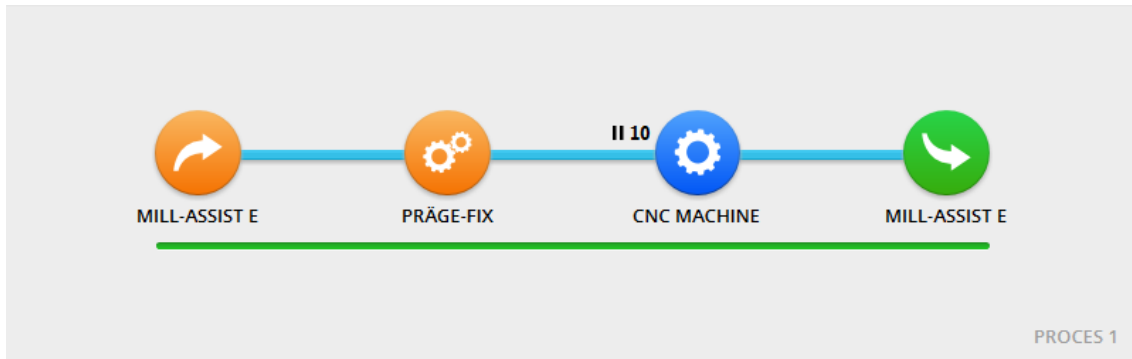 II 10
MILL-ASSIST E
PRÄGE-FIX
CNC MACHINE
MILL-ASSIST E
PROCES 1